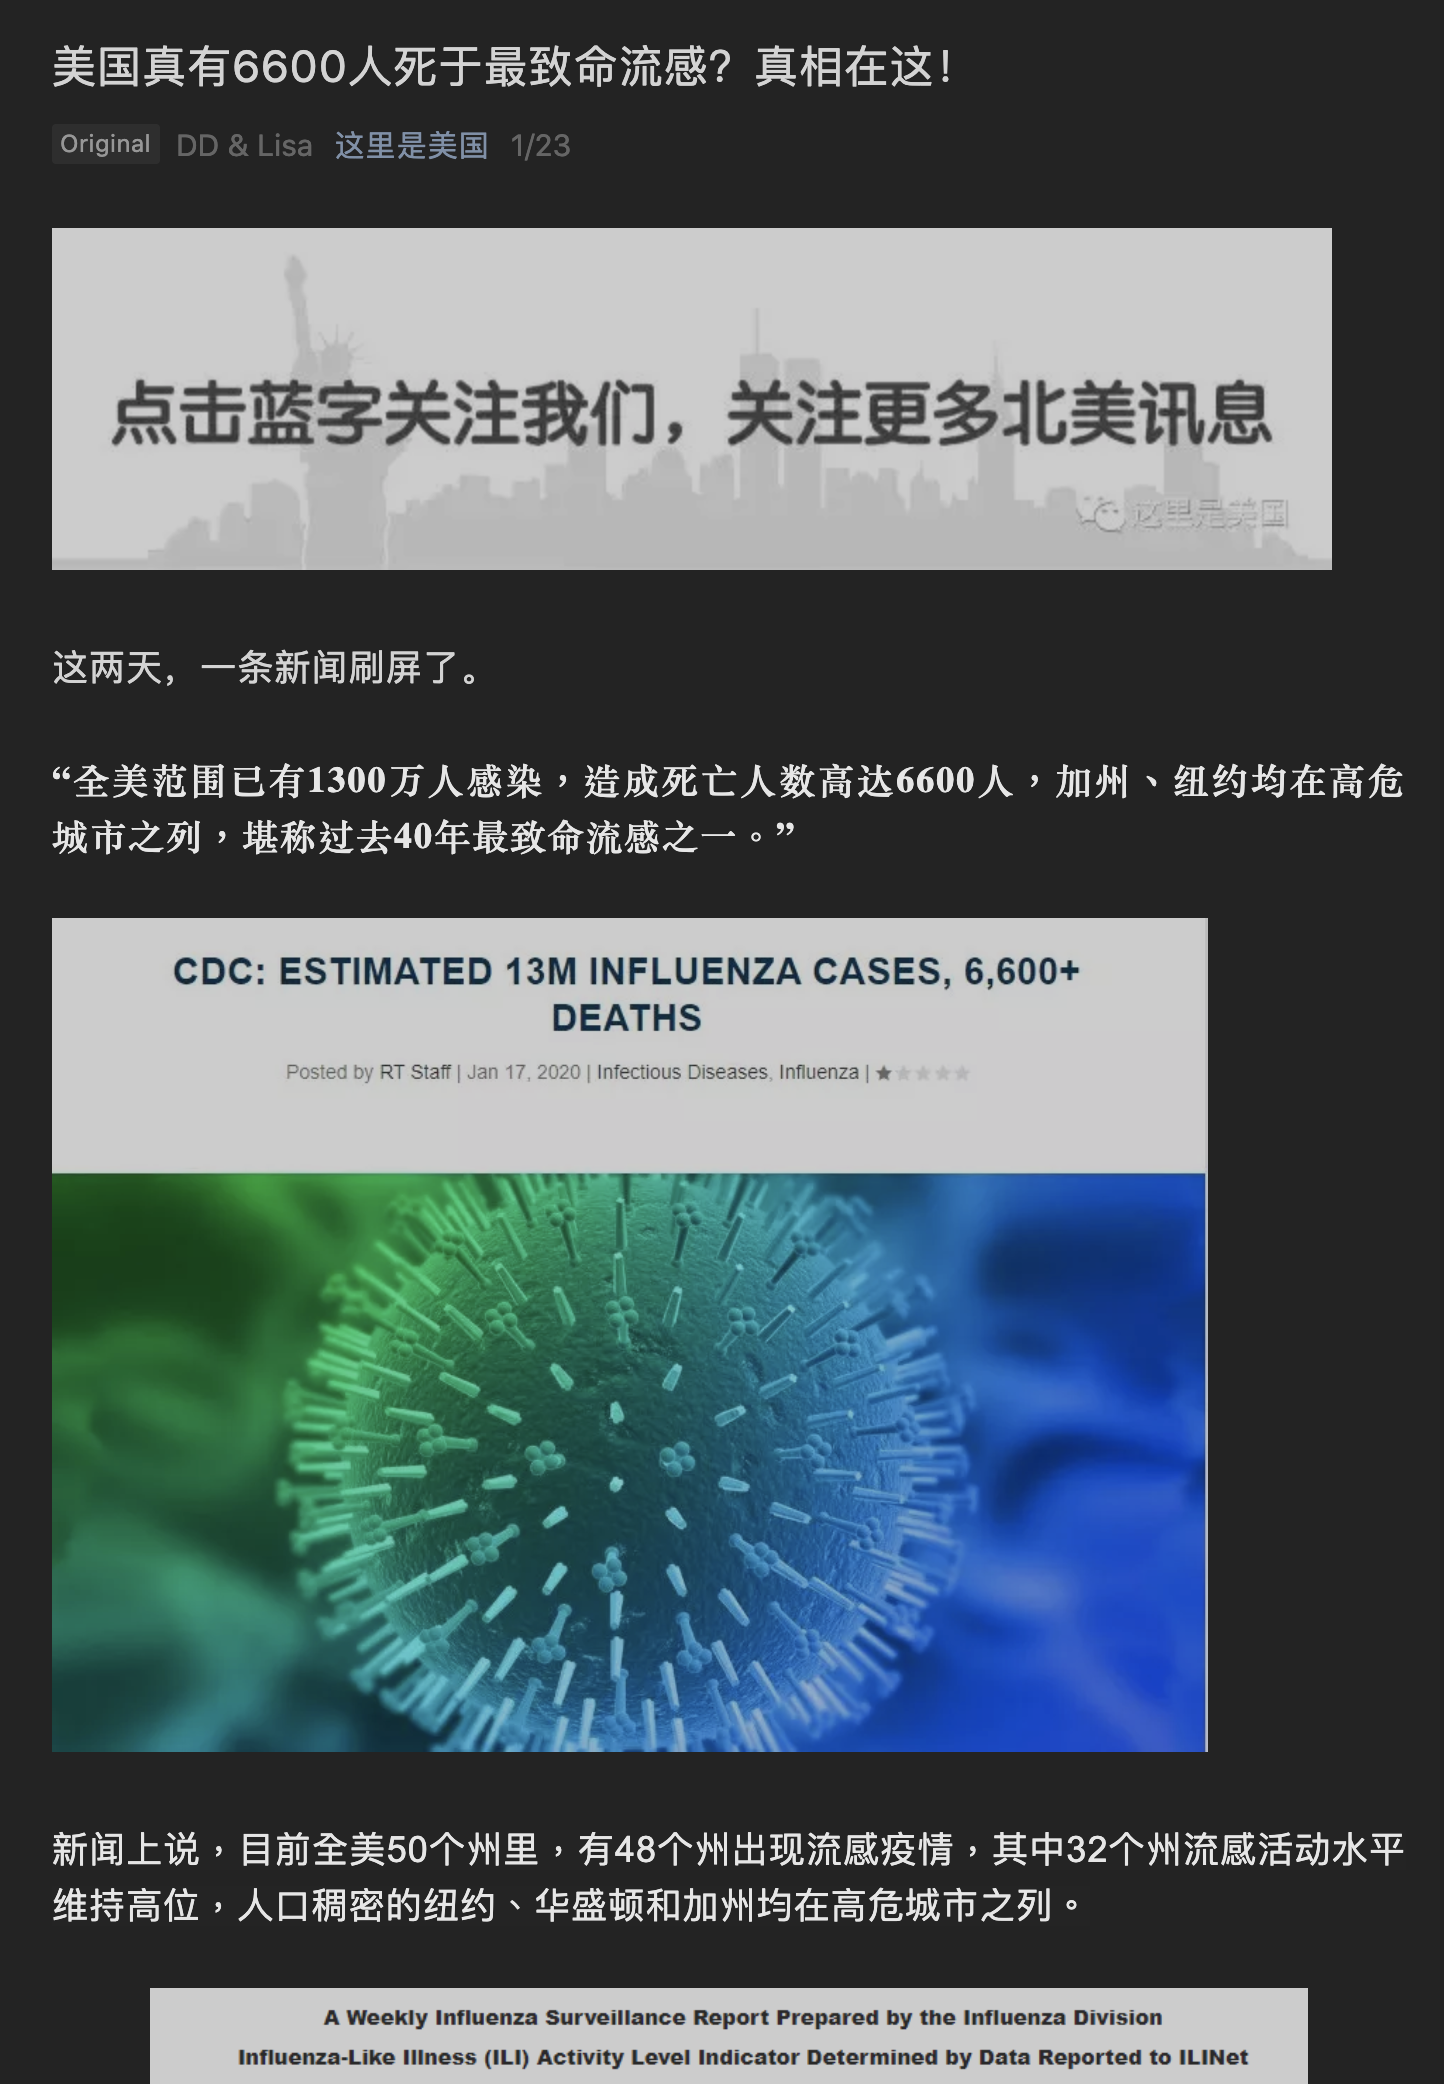 美国真有6600人死于最致命流感？真相在这！
Original DD & Lisa 这里是美国 1/23
点击蓝字关注我们，关注更多北美讯息
这里是美国
这两天，一条新闻刷屏了。
“全美范围已有1300万人感染，造成死亡人数高达6600人，加州、纽约均在高危
城市之列，堪称过去40年最致命流感之一。”
CDC: ESTIMATED 13M INFLUENZA CASES, 6,600+
DEATHS
Posted by RT Staff | Jan 17, 2020 | Infectious Diseases, Influenza | ★★★★★
新闻上说，目前全美50个州里，有48个州出现流感疫情，其中32个州流感活动水平
维持高位，人口稠密的纽约、华盛顿和加州均在高危城市之列。
A Weekly Influenza Surveillance Report Prepared by the Influenza Division
Influenza-Like Illness (ILI) Activity Level Indicator Determined by Data Reported to ILINet